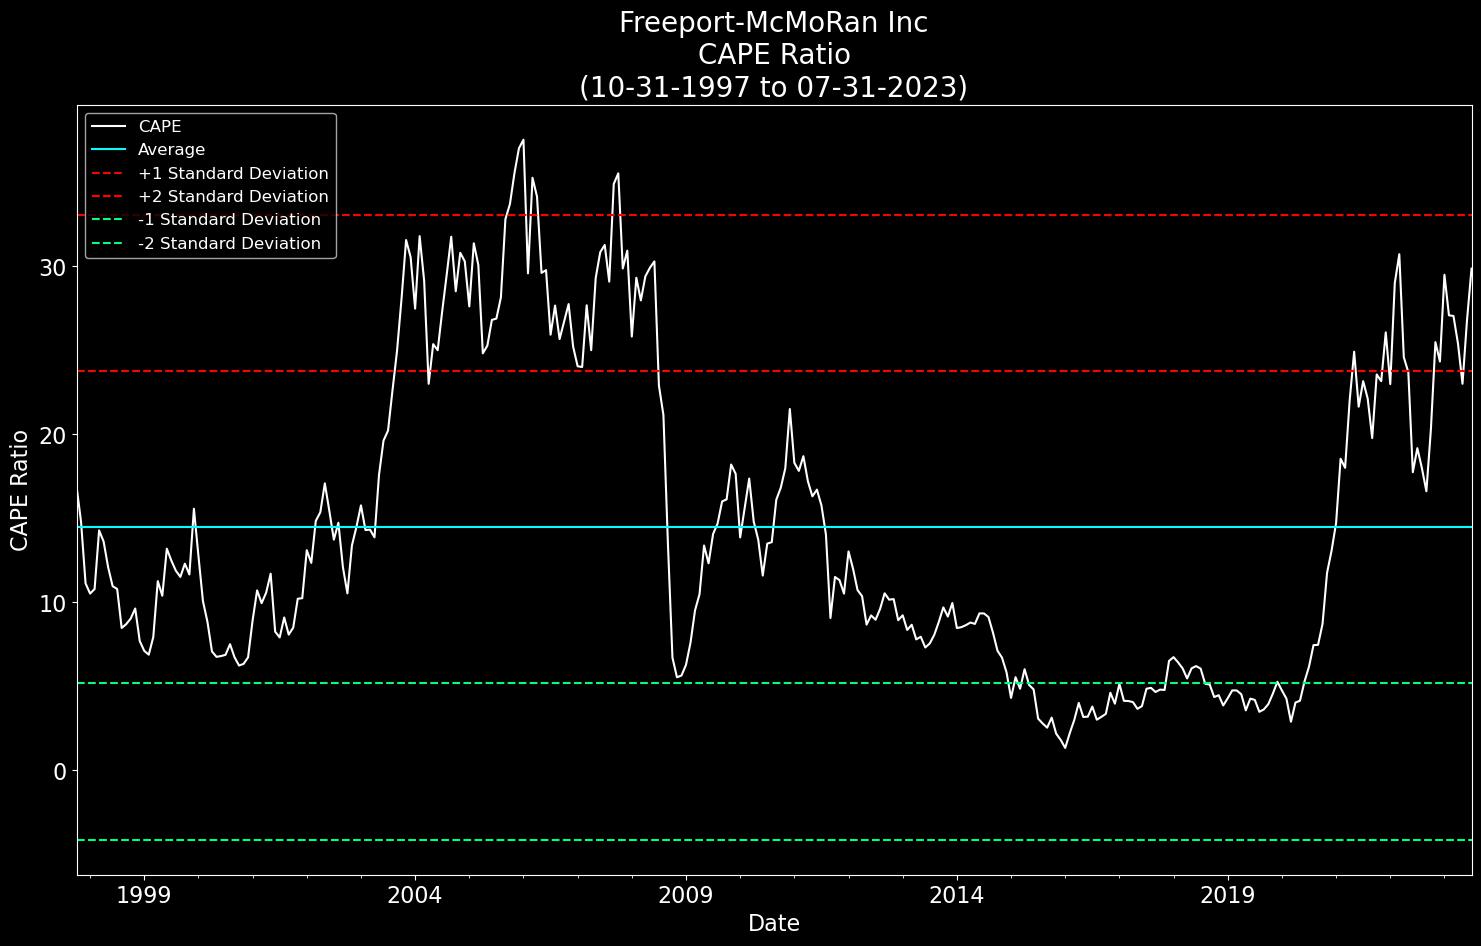 Freeport-McMoRan Inc
CAPE Ratio
(10-31-1997 to 07-31-2023)
CAPE
Average
+1 Standard Deviation
+2 Standard Deviation
-1 Standard Deviation
-2 Standard Deviation
CAPE Ratio
30
20
10
0
1999
2004
2009
2014
2019
Date